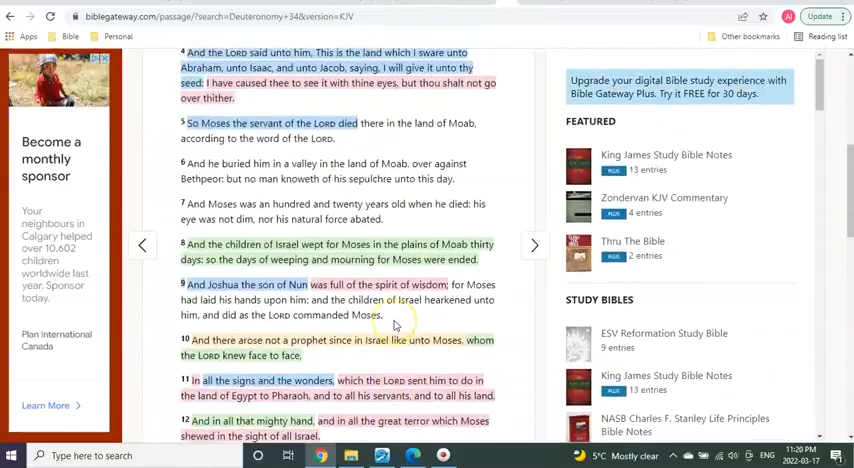 biblegateway.com/passage/?search=Deuteronomy+34&version=KJV
AI
Update
Apps
Bible
Personal
Other bookmarks
Reading list
4 And the LORD said unto him, This is the land which I sware unto
Abraham, unto Isaac, and unto Jacob, saying, I will give it unto thy
seed: I have caused thee to see it with thine eyes, but thou shalt not go
over thither.
5 So Moses the servant of the LORD died there in the land of Moab,
according to the word of the LORD.
6 And he buried him in a valley in the land of Moab, over against
Bethpeor: but no man knoweth of his sepulchre unto this day.
7 And Moses was an hundred and twenty years old when he died: his
eye was not dim, nor his natural force abated.
8 And the children of Israel wept for Moses in the plains of Moab thirty
days: so the days of weeping and mourning for Moses were ended.
9 And Joshua the son of Nun was full of the spirit of wisdom; for Moses
had laid his hands upon him: and the children of Israel hearkened unto
him, and did as the LORD commanded Moses.
10 And there arose not a prophet since in Israel like unto Moses, whom
the LORD knew face to face,
11 In all the signs and the wonders, which the LORD sent him to do in
the land of Egypt to Pharaoh, and to all his servants, and to all his land,
12 And in all that mighty hand, and in all the great terror which Moses
shewed in the sight of all Israel.
Become a
monthly
sponsor
Your
neighbours in
Calgary helped
over 10,602
children
worldwide last
year. Sponsor
today.
Plan International
Canada
Learn More
Upgrade your digital Bible study experience with
Bible Gateway Plus. Try it FREE for 30 days.
FEATURED
King James Study Bible Notes
PLUS 13 entries
Zondervan KJV Commentary
PLUS 4 entries
Thru The Bible
PLUS 2 entries
STUDY BIBLES
ESV Reformation Study Bible
9 entries
King James Study Bible Notes
PLUS 13 entries
NASB Charles F. Stanley Life Principles
Bible Notes
Type here to search
5°C Mostly clear
ENG
11:20 PM
2022-03-17